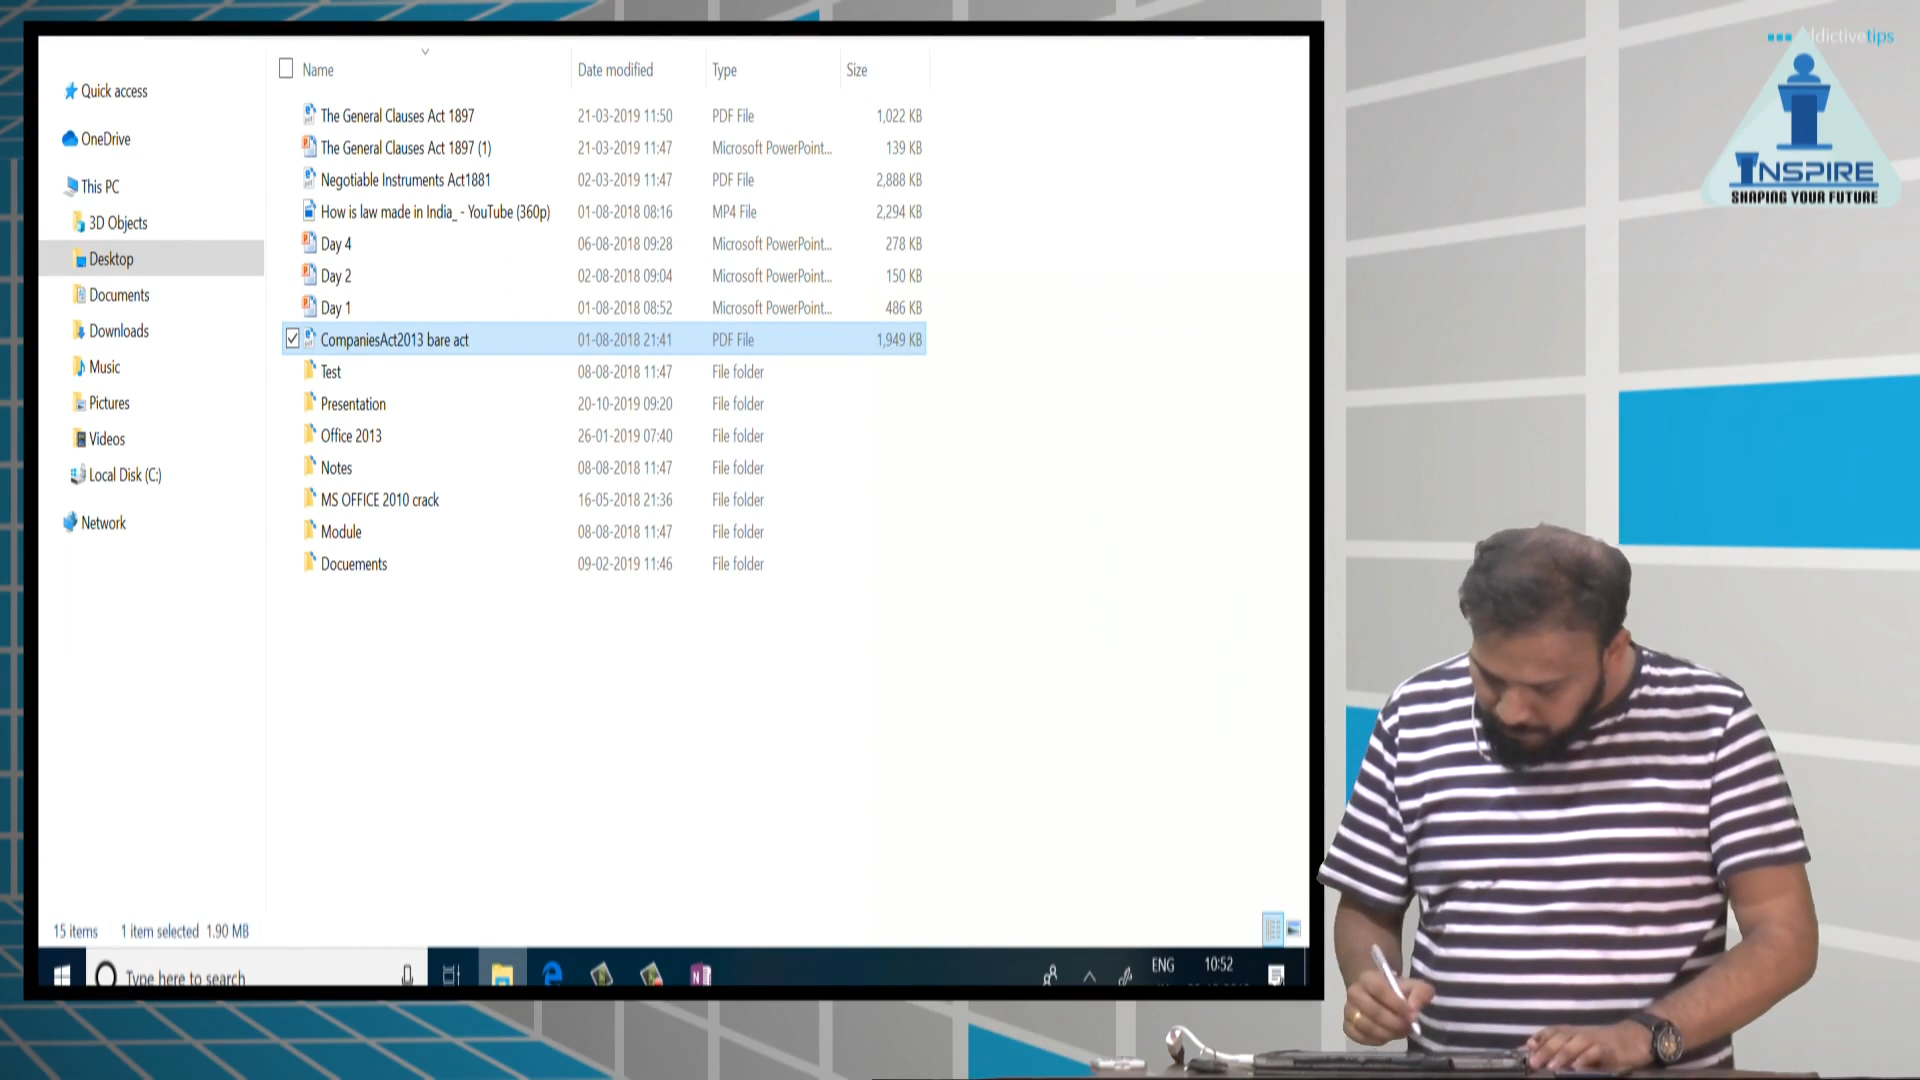 Name Date modified Type Size
Quick access
OneDrive
This PC
3D Objects
Desktop
Documents
Downloads
Music
Pictures
Videos
Local Disk (C:)
Network
The General Clauses Act 1897 21-03-2019 11:50 PDF File 1,022 KB
The General Clauses Act 1897 (1) 21-03-2019 11:47 Microsoft PowerPoint... 139 KB
Negotiable Instruments Act1881 02-03-2019 11:47 PDF File 2,888 KB
How is law made in India_ - YouTube (360p) 01-08-2018 08:16 MP4 File 2,294 KB
Day 4 06-08-2018 09:28 Microsoft PowerPoint... 278 KB
Day 2 02-08-2018 09:04 Microsoft PowerPoint... 150 KB
Day 1 01-08-2018 08:52 Microsoft PowerPoint... 486 KB
CompaniesAct2013 bare act 01-08-2018 21:41 PDF File 1,949 KB
Test 08-08-2018 11:47 File folder
Presentation 20-10-2019 09:20 File folder
Office 2013 26-01-2019 07:40 File folder
Notes 08-08-2018 11:47 File folder
MS OFFICE 2010 crack 16-05-2018 21:36 File folder
Module 08-08-2018 11:47 File folder
Docuements 09-02-2019 11:46 File folder
15 items 1 item selected 1.90 MB
Type here to search
ENG 10:52
dictivetips
INSPIRE
SHAPING YOUR FUTURE